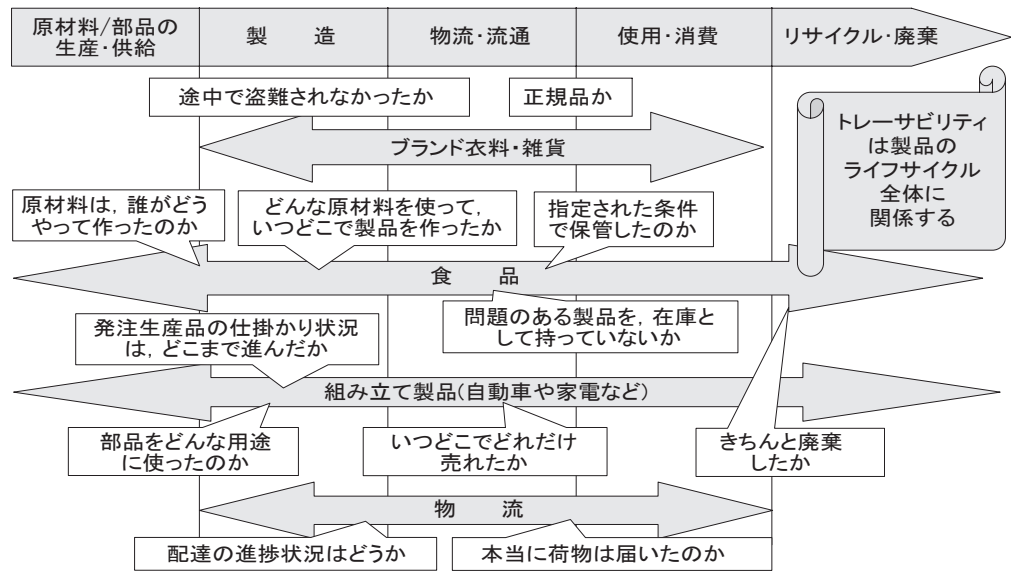 原材料/部品の
生産・供給
製 造
物流・流通
使用・消費
リサイクル・廃棄
途中で盗難されなかったか
正規品か
ブランド衣料・雑貨
トレーサビリティ
は製品の
ライフサイクル
全体に
関係する
原材料は，誰がどう
やって作ったのか
どんな原材料を使って，
いつどこで製品を作ったか
指定された条件
で保管したのか
食 品
発注生産品の仕掛かり状況
は，どこまで進んだか
問題のある製品を，在庫と
して持っていないか
組み立て製品(自動車や家電など)
部品をどんな用途
に使ったのか
いつどこでどれだけ
売れたか
きちんと廃棄
したか
物 流
配達の進捗状況はどうか
本当に荷物は届いたのか